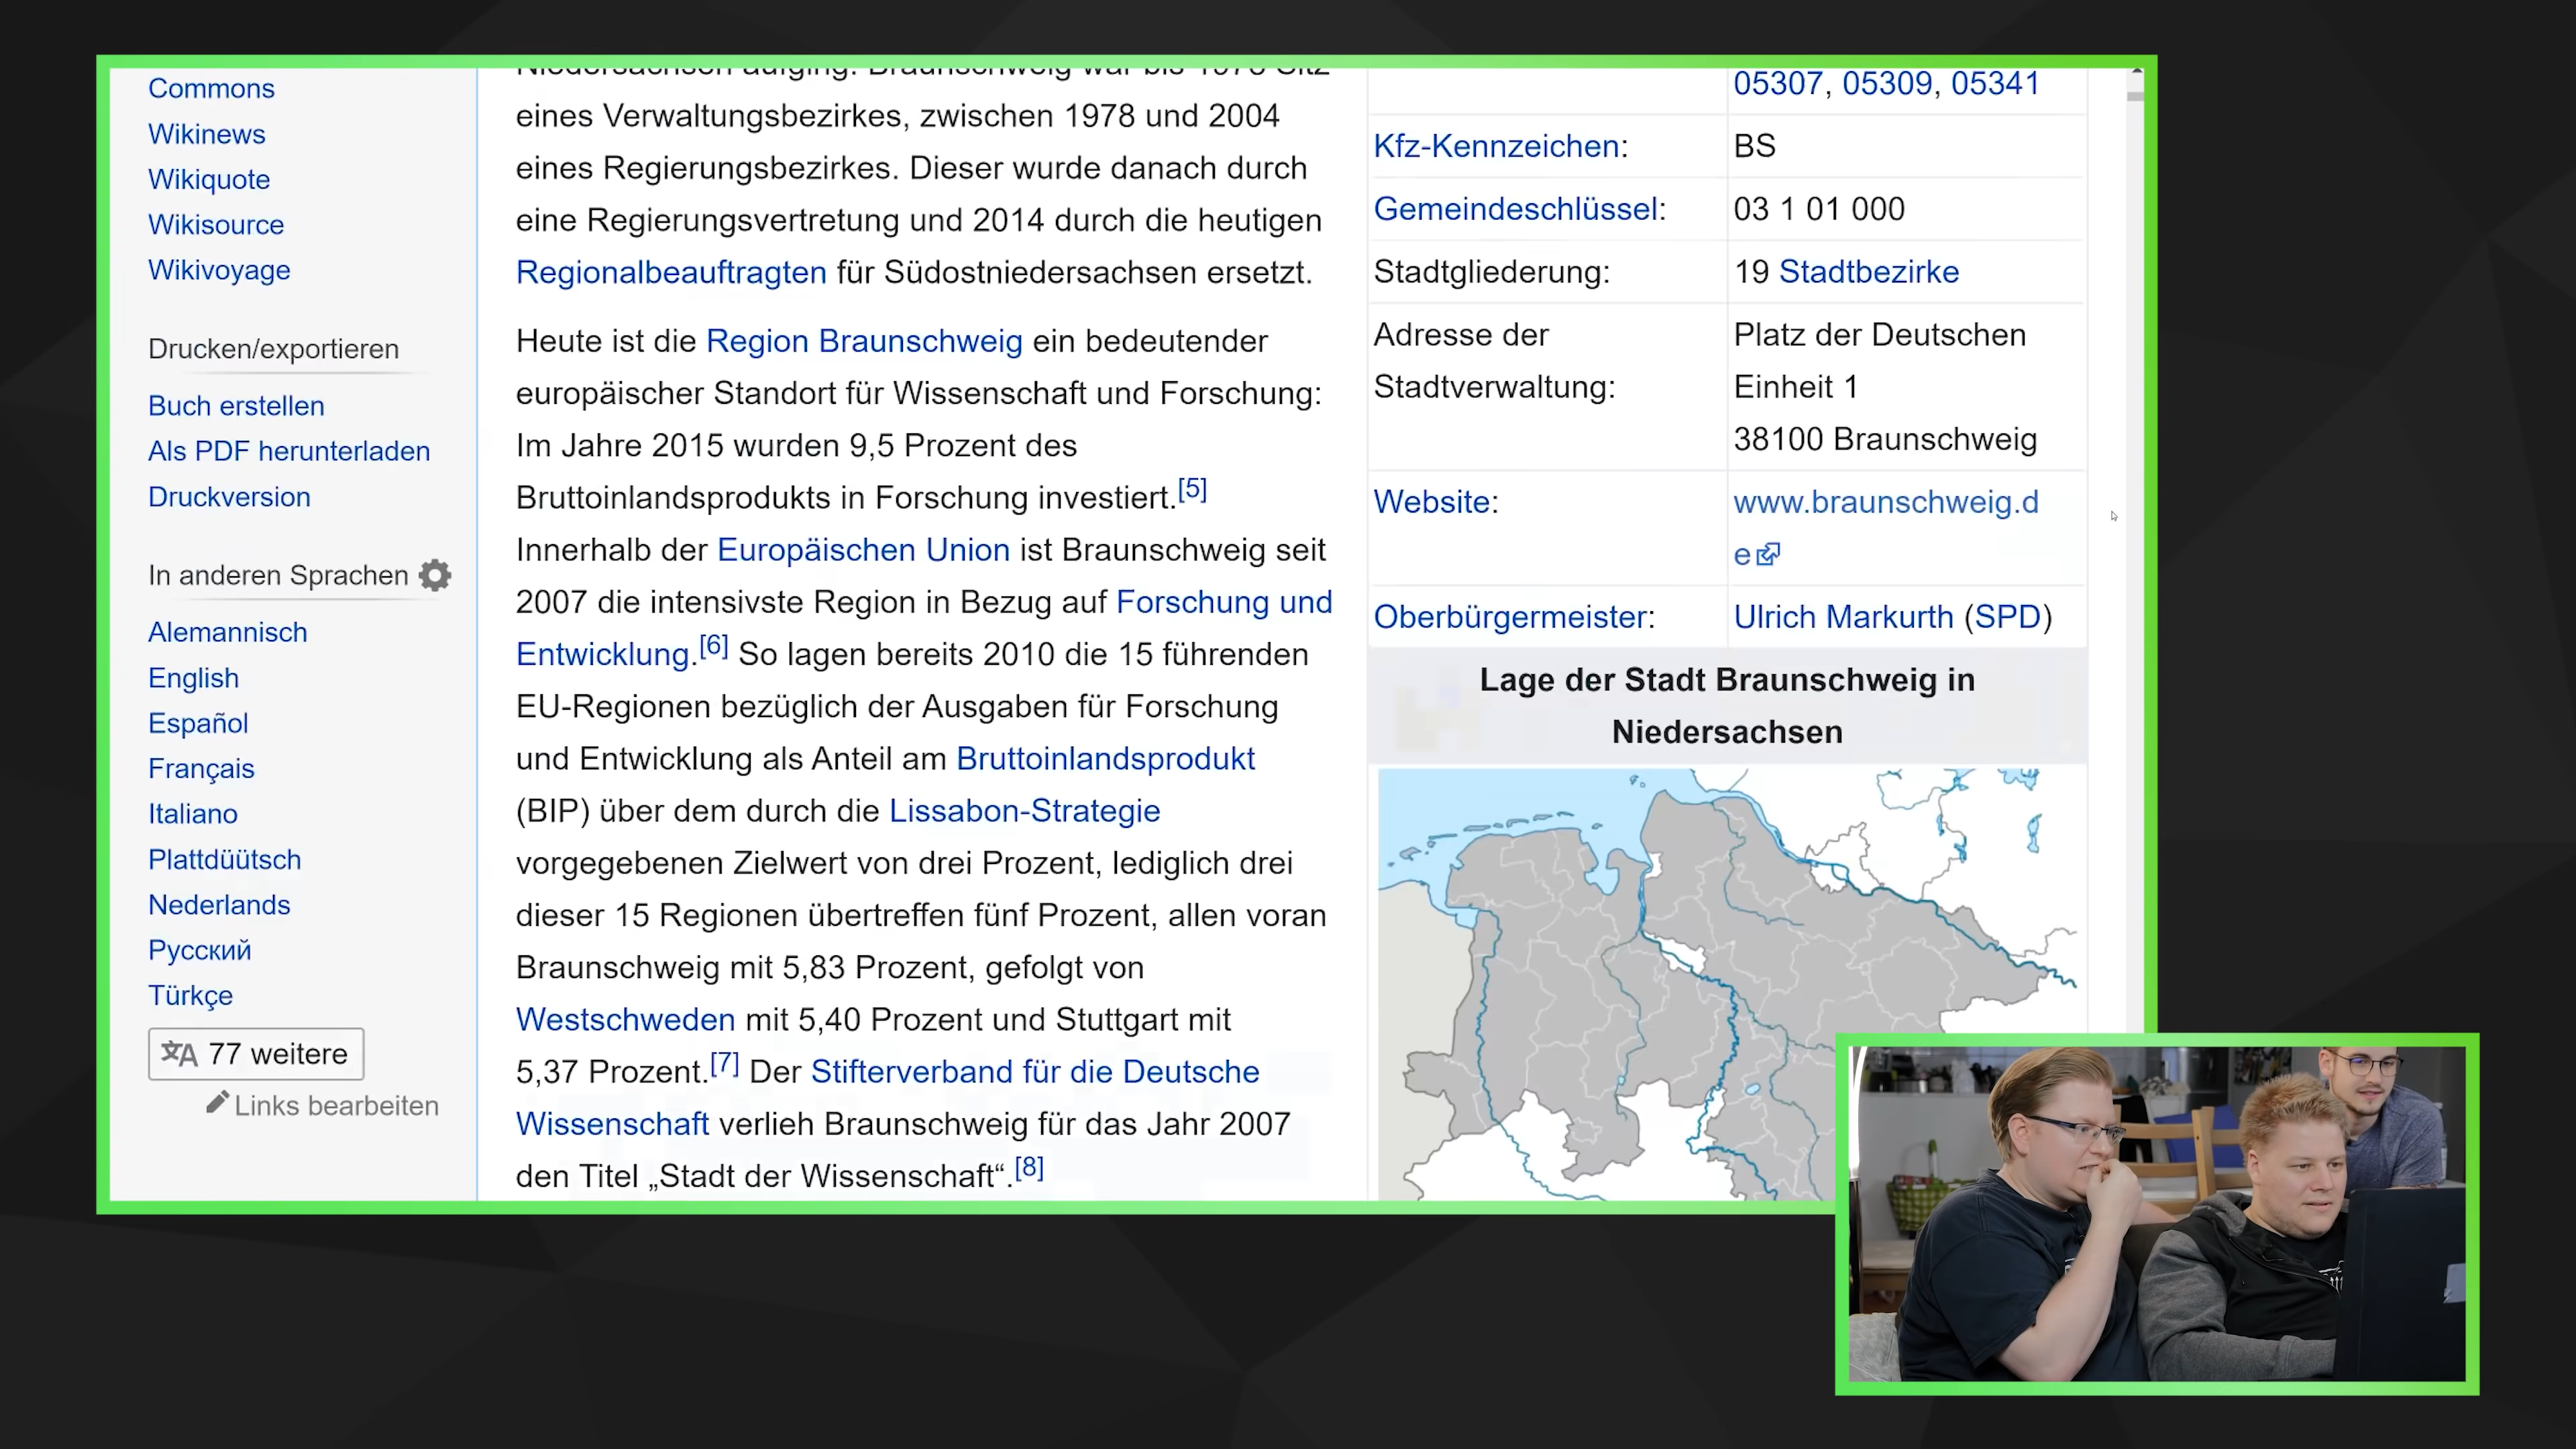 Commons
Wikinews
Wikiquote
Wikisource
Wikivoyage
Drucken/exportieren
Buch erstellen
Als PDF herunterladen
Druckversion
In anderen Sprachen
Alemannisch
English
Español
Français
Italiano
Plattdüütsch
Nederlands
Русский
Türkçe
77 weitere
Links bearbeiten
Niedersachsen aufging. Braunschweig war bis 1978 Sitz
eines Verwaltungsbezirkes, zwischen 1978 und 2004
eines Regierungsbezirkes. Dieser wurde danach durch
eine Regierungsvertretung und 2014 durch die heutigen
Regionalbeauftragten für Südostniedersachsen ersetzt.
Heute ist die Region Braunschweig ein bedeutender
europäischer Standort für Wissenschaft und Forschung:
Im Jahre 2015 wurden 9,5 Prozent des
Bruttoinlandsprodukts in Forschung investiert.[5]
Innerhalb der Europäischen Union ist Braunschweig seit
2007 die intensivste Region in Bezug auf Forschung und
Entwicklung.[6] So lagen bereits 2010 die 15 führenden
EU-Regionen bezüglich der Ausgaben für Forschung
und Entwicklung als Anteil am Bruttoinlandsprodukt
(BIP) über dem durch die Lissabon-Strategie
vorgegebenen Zielwert von drei Prozent, lediglich drei
dieser 15 Regionen übertreffen fünf Prozent, allen voran
Braunschweig mit 5,83 Prozent, gefolgt von
Westschweden mit 5,40 Prozent und Stuttgart mit
5,37 Prozent.[7] Der Stifterverband für die Deutsche
Wissenschaft verlieh Braunschweig für das Jahr 2007
den Titel „Stadt der Wissenschaft“.[8]
05307, 05309, 05341
Kfz-Kennzeichen: BS
Gemeindeschlüssel: 03 1 01 000
Stadtgliederung: 19 Stadtbezirke
Adresse der Platz der Deutschen
Stadtverwaltung: Einheit 1
38100 Braunschweig
Website: www.braunschweig.d
e
Oberbürgermeister: Ulrich Markurth (SPD)
Lage der Stadt Braunschweig in
Niedersachsen